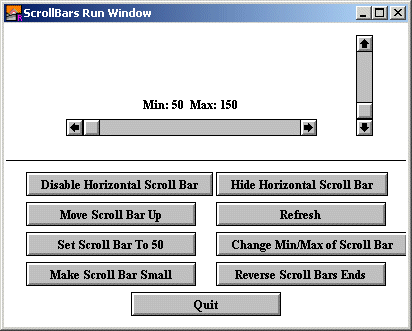 ScrollBars Run Window
Min: 50 Max: 150
Disable Horizontal Scroll Bar
Hide Horizontal Scroll Bar
Move Scroll Bar Up
Refresh
Set Scroll Bar To 50
Change Min/Max of Scroll Bar
Make Scroll Bar Small
Reverse Scroll Bars Ends
Quit